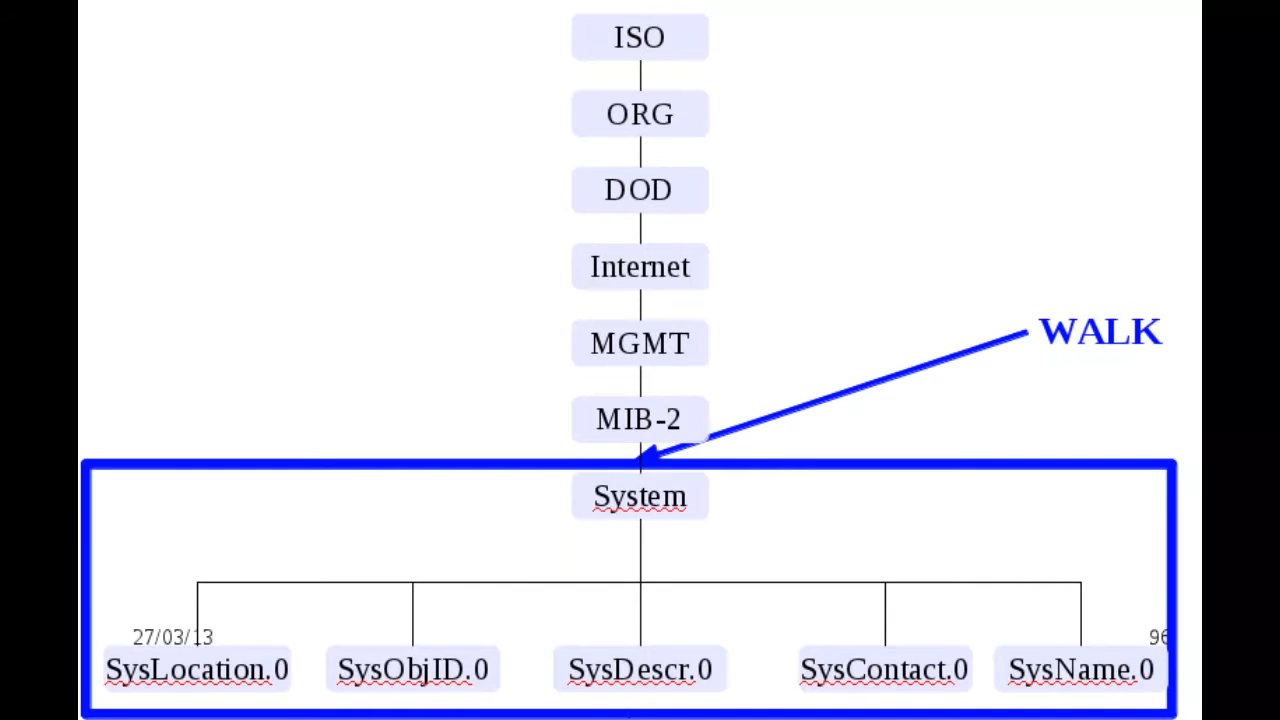 ISO
ORG
DOD
Internet
MGMT
WALK
MIB-2
System
27/03/13
96
SysLocation.0
SysObjID.0
SysDescr.0
SysContact.0
SysName.0